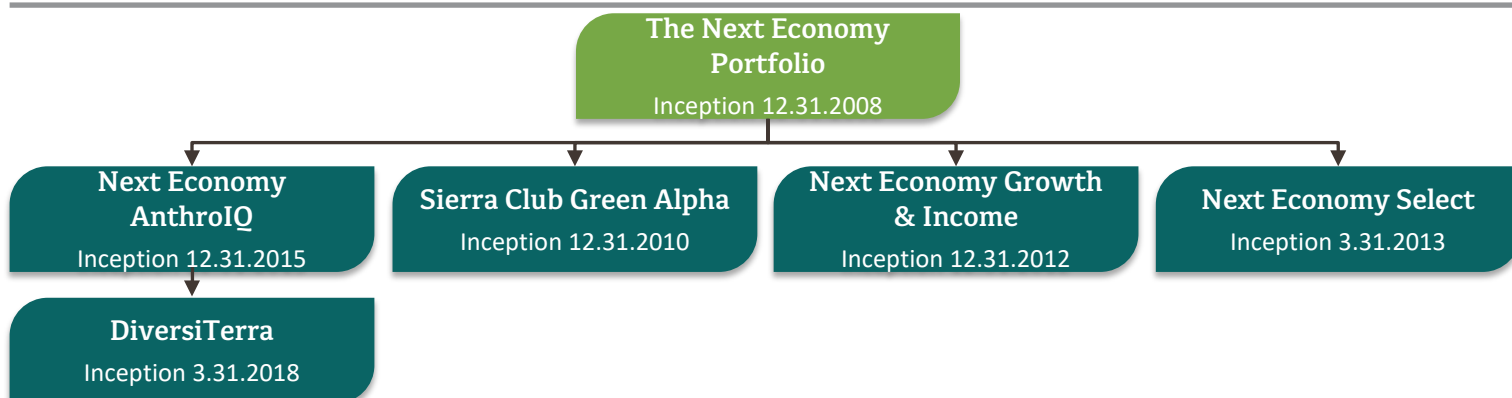 The Next Economy
Portfolio
Inception 12.31.2008
Next Economy
AnthroIQ
Inception 12.31.2015
Sierra Club Green Alpha
Inception 12.31.2010
Next Economy Growth
& Income
Inception 12.31.2012
Next Economy Select
Inception 3.31.2013
DiversiTerra
Inception 3.31.2018